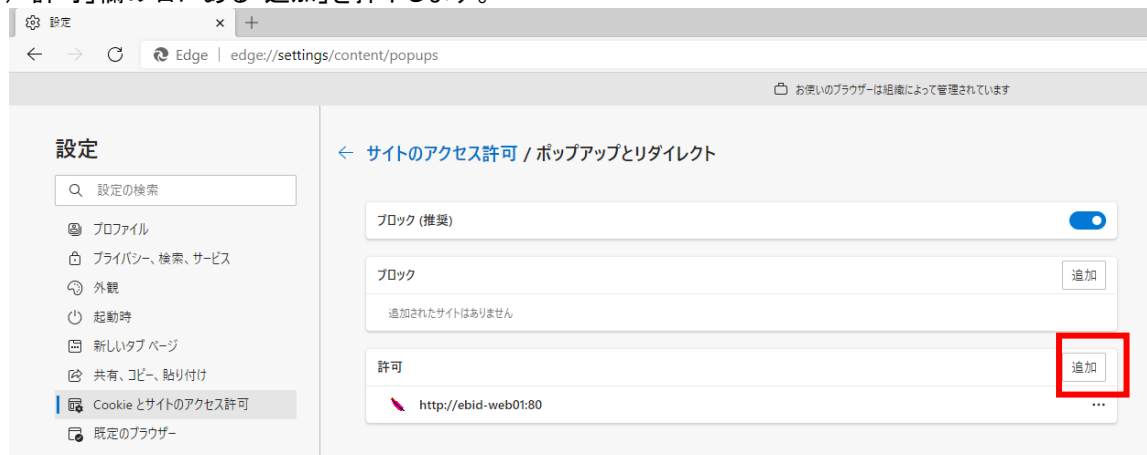 設定
Edge | edge://settings/content/popups
お使いのブラウザーは組織によって管理されています
設定
設定の検索
プロファイル
プライバシー、検索、サービス
外観
起動時
新しいタブ ページ
共有、コピー、貼り付け
Cookie とサイトのアクセス許可
既定のブラウザー
サイトのアクセス許可 / ポップアップとリダイレクト
ブロック (推奨)
ブロック
追加
追加されたサイトはありません
許可
追加
http://ebid-web01:80